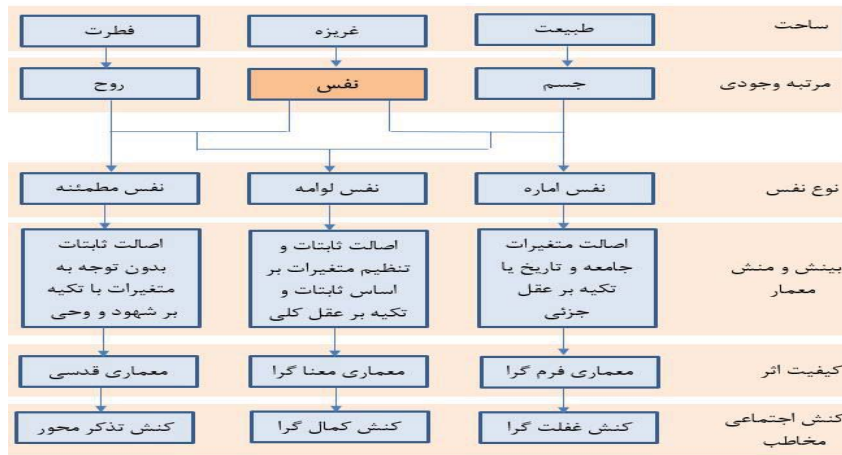 ساحت
طبیعت
غریزه
فطرت
مرتبه وجودی
جسم
نفس
روح
نوع نفس
نفس اماره
نفس لوامه
نفس مطمئنه
بینش و منش
معمار
اصالت متغیرات
جامعه و تاریخ یا
تکیه بر عقل
جزئی
اصالت ثابتات و
تنظیم متغیرات بر
اساس ثابتات و
تکیه بر عقل کلی
اصالت ثابتات
بدون توجه به
متغیرات با تکیه
بر شهود و وحی
کیفیت اثر
معماری فرم گرا
معماری معنا گرا
معماری قدسی
کنش اجتماعی
مخاطب
کنش غفلت گرا
کنش کمال گرا
کنش تذکر محور